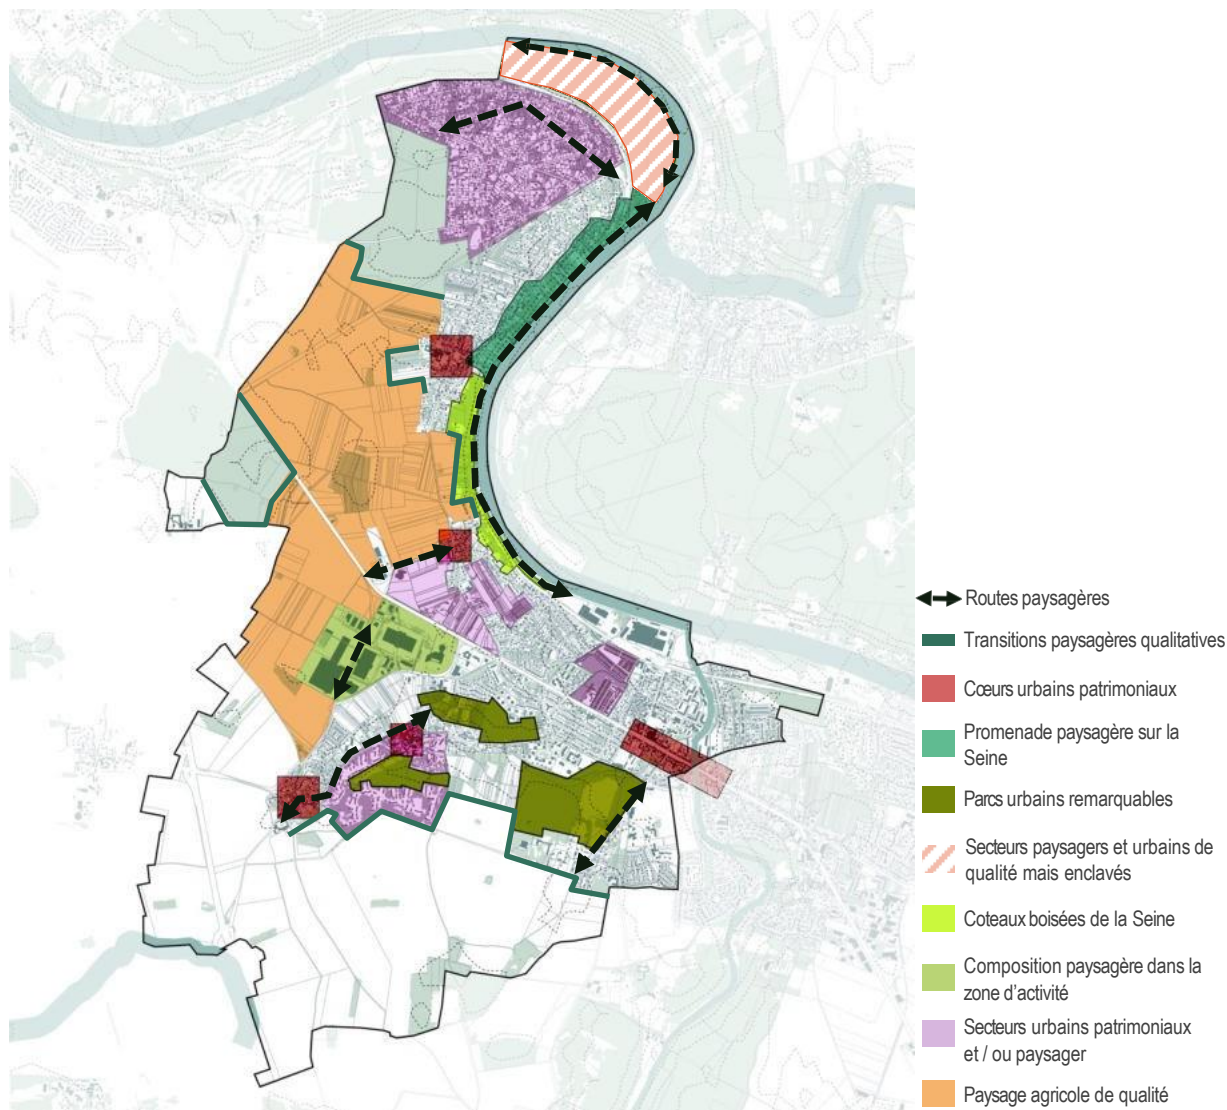 Routes paysagères
Transitions paysagères qualitatives
Cœurs urbains patrimoniaux
Promenade paysagère sur la
Seine
Parcs urbains remarquables
Secteurs paysagers et urbains de
qualité mais enclavés
Coteaux boisées de la Seine
Composition paysagère dans la
zone d'activité
Secteurs urbains patrimoniaux
et / ou paysager
Paysage agricole de qualité